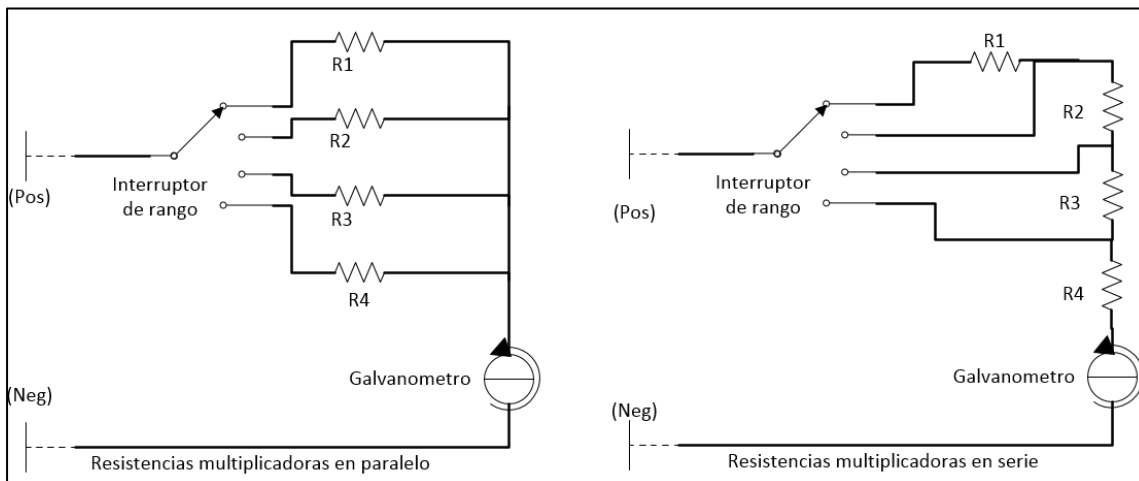 R1
R2
R3
R4
Interruptor
de rango
(Pos)
Galvanometro
(Neg)
Resistencias multiplicadoras en paralelo
R1
R2
R3
R4
Interruptor
de rango
(Pos)
Galvanometro
(Neg)
Resistencias multiplicadoras en serie